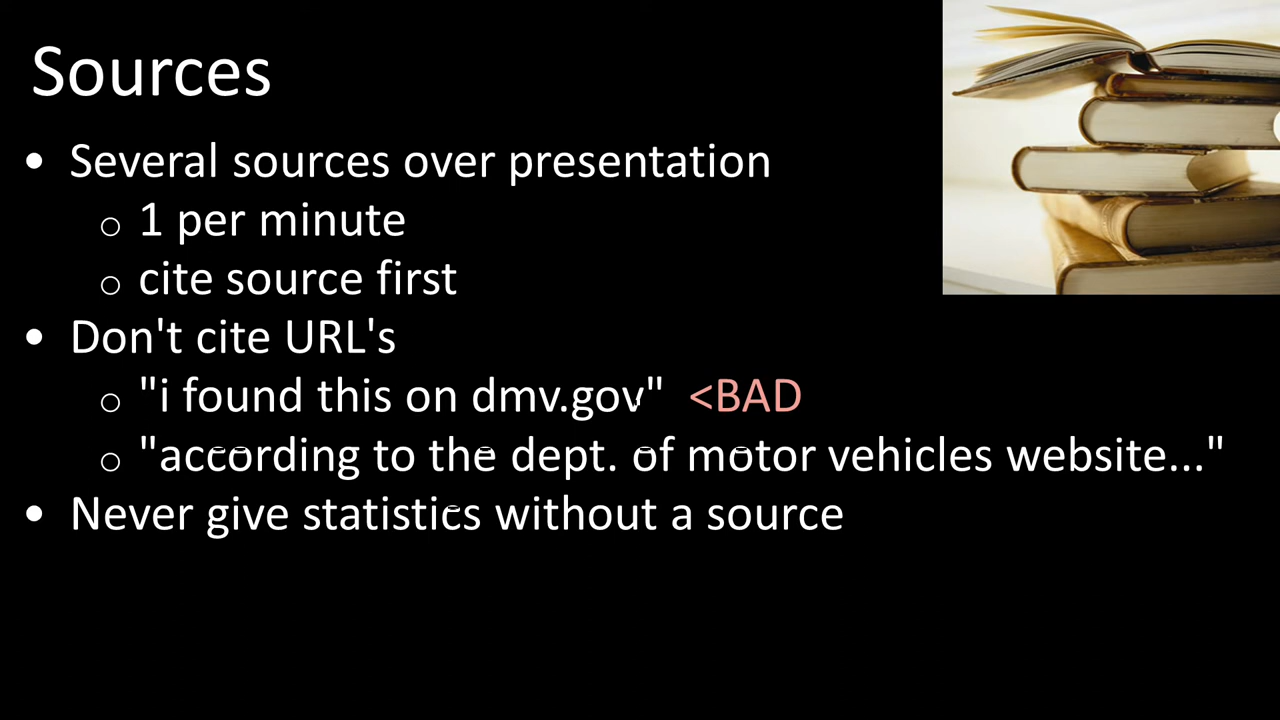 Sources
• Several sources over presentation
o 1 per minute
o cite source first
• Don't cite URL's
o "i found this on dmv.gov" <BAD
o "according to the dept. of motor vehicles website..."
• Never give statistics without a source